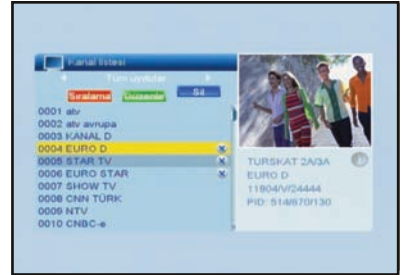 Kanal listesi
Tüm uydular
Sıralama Düzenle Sil
0001 atv
0002 atv avrupa
0003 KANAL D
0004 EURO D
0005 STAR TV
0006 EURO STAR
0007 SHOW TV
0008 CNN TÜRK
0009 NTV
0010 CNBC-e
TURSKAT 2A/3A
EURO D
11804/V/24444
PID: 514/670/130